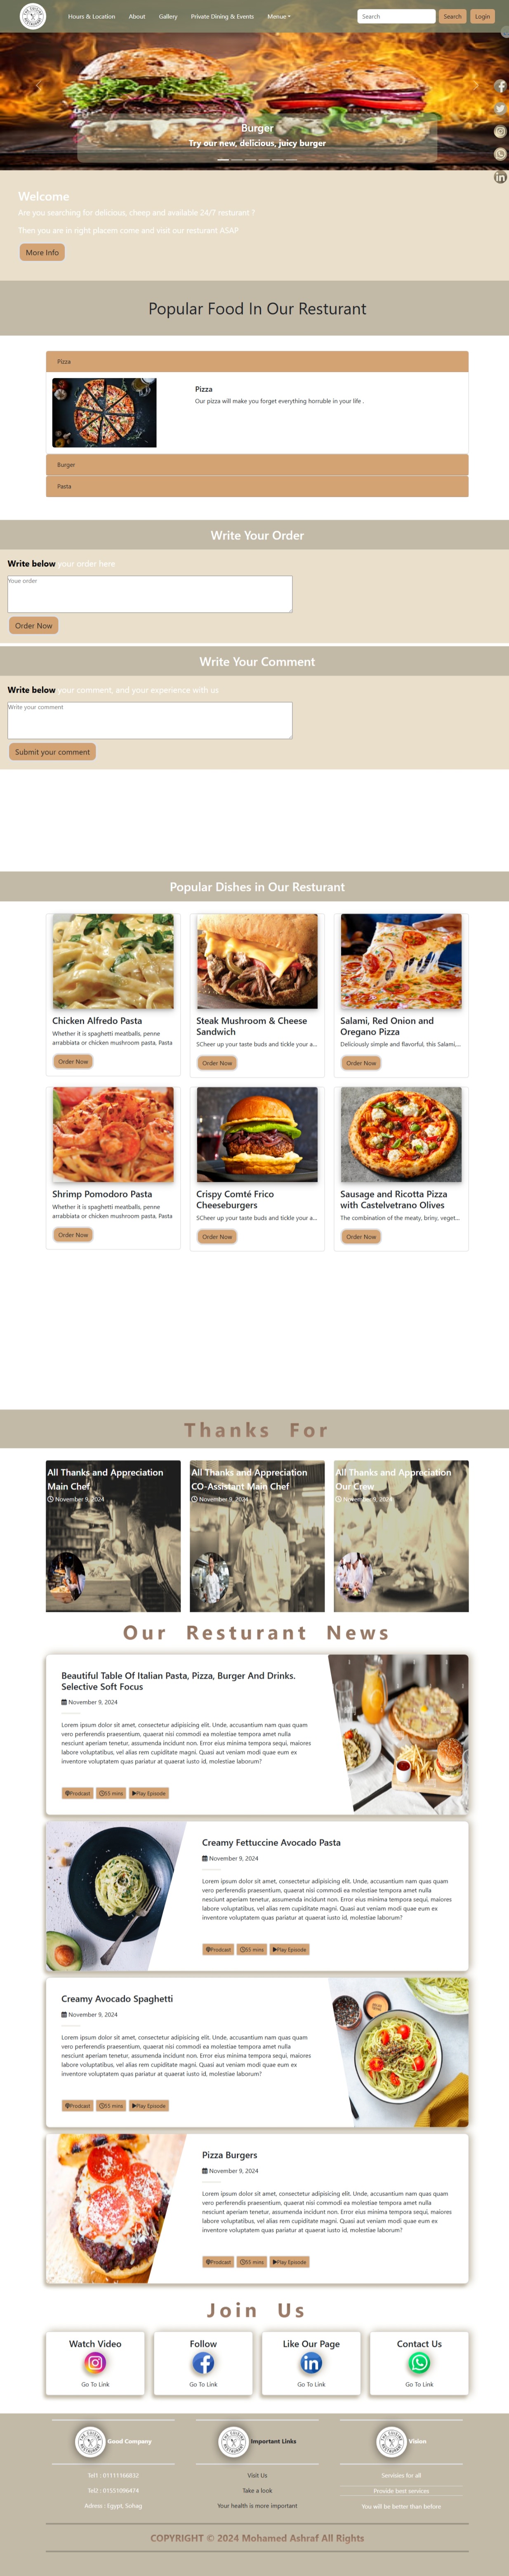 Hours & Location About Gallery Private Dining & Events Menue Search Search Login
Burger
Try our new, delicious, juicy burger
Welcome
Are you searching for delicious, cheep and available 24/7 resturant ?
Then you are in right placem come and visit our resturant ASAP
More Info
Popular Food In Our Resturant
Pizza
Pizza
Our pizza will make you forget everything horruble in your life .
Burger
Pasta
Write Your Order
Write below your order here
Youe order
Order Now
Write Your Comment
Write below your comment, and your experience with us
Write your comment
Submit your comment
Popular Dishes in Our Resturant
Chicken Alfredo Pasta
Whether it is spaghetti meatballs, penne
arrabbiata or chicken mushroom pasta, Pasta
Order Now
Steak Mushroom & Cheese
Sandwich
SCheer up your taste buds and tickle your a...
Order Now
Salami, Red Onion and
Oregano Pizza
Deliciously simple and flavorful, this Salami,...
Order Now
Shrimp Pomodoro Pasta
Whether it is spaghetti meatballs, penne
arrabbiata or chicken mushroom pasta, Pasta
Order Now
Crispy Comté Frico
Cheeseburgers
SCheer up your taste buds and tickle your a...
Order Now
Sausage and Ricotta Pizza
with Castelvetrano Olives
The combination of the meaty, briny, veget...
Order Now
Thanks For
All Thanks and Appreciation
Main Chef
November 9, 2024
All Thanks and Appreciation
CO-Assistant Main Chef
November 9, 2024
All Thanks and Appreciation
Our Crew
November 9, 2024
Our Resturant News
Beautiful Table Of Italian Pasta, Pizza, Burger And Drinks.
Selective Soft Focus
November 9, 2024
Lorem ipsum dolor sit amet, consectetur adipisicing elit. Unde, accusantium nam quas quam
vero perferendis praesentium, quaerat nisi commodi ea molestiae tempora amet nulla
nesciunt aperiam tenetur, assumenda incidunt non. Error eius minima tempora sequi, maiores
labore voluptatibus, vel alias rem cupiditate magni. Quasi aut veniam modi quae eum ex
inventore voluptatem quas pariatur at quaerat iusto id, molestiae laborum?
Prodcast 55 mins Play Episode
Creamy Fettuccine Avocado Pasta
November 9, 2024
Lorem ipsum dolor sit amet, consectetur adipisicing elit. Unde, accusantium nam quas quam
vero perferendis praesentium, quaerat nisi commodi ea molestiae tempora amet nulla
nesciunt aperiam tenetur, assumenda incidunt non. Error eius minima tempora sequi, maiores
labore voluptatibus, vel alias rem cupiditate magni. Quasi aut veniam modi quae eum ex
inventore voluptatem quas pariatur at quaerat iusto id, molestiae laborum?
Prodcast 55 mins Play Episode
Creamy Avocado Spaghetti
November 9, 2024
Lorem ipsum dolor sit amet, consectetur adipisicing elit. Unde, accusantium nam quas quam
vero perferendis praesentium, quaerat nisi commodi ea molestiae tempora amet nulla
nesciunt aperiam tenetur, assumenda incidunt non. Error eius minima tempora sequi, maiores
labore voluptatibus, vel alias rem cupiditate magni. Quasi aut veniam modi quae eum ex
inventore voluptatem quas pariatur at quaerat iusto id, molestiae laborum?
Prodcast 55 mins Play Episode
Pizza Burgers
November 9, 2024
Lorem ipsum dolor sit amet, consectetur adipisicing elit. Unde, accusantium nam quas quam
vero perferendis praesentium, quaerat nisi commodi ea molestiae tempora amet nulla
nesciunt aperiam tenetur, assumenda incidunt non. Error eius minima tempora sequi, maiores
labore voluptatibus, vel alias rem cupiditate magni. Quasi aut veniam modi quae eum ex
inventore voluptatem quas pariatur at quaerat iusto id, molestiae laborum?
Prodcast 55 mins Play Episode
Join Us
Watch Video
Go To Link
Follow
Go To Link
Like Our Page
Go To Link
Contact Us
Go To Link
Good Company
Tel1 : 01111166832
Tel2 : 01551086474
Adress : Egypt, Sohag
Important Links
Visit Us
Take a look
Your health is more important
Vision
Servisies for all
Provide best services
You will be better than before
COPYRIGHT © 2024 Mohamed Ashraf All Rights